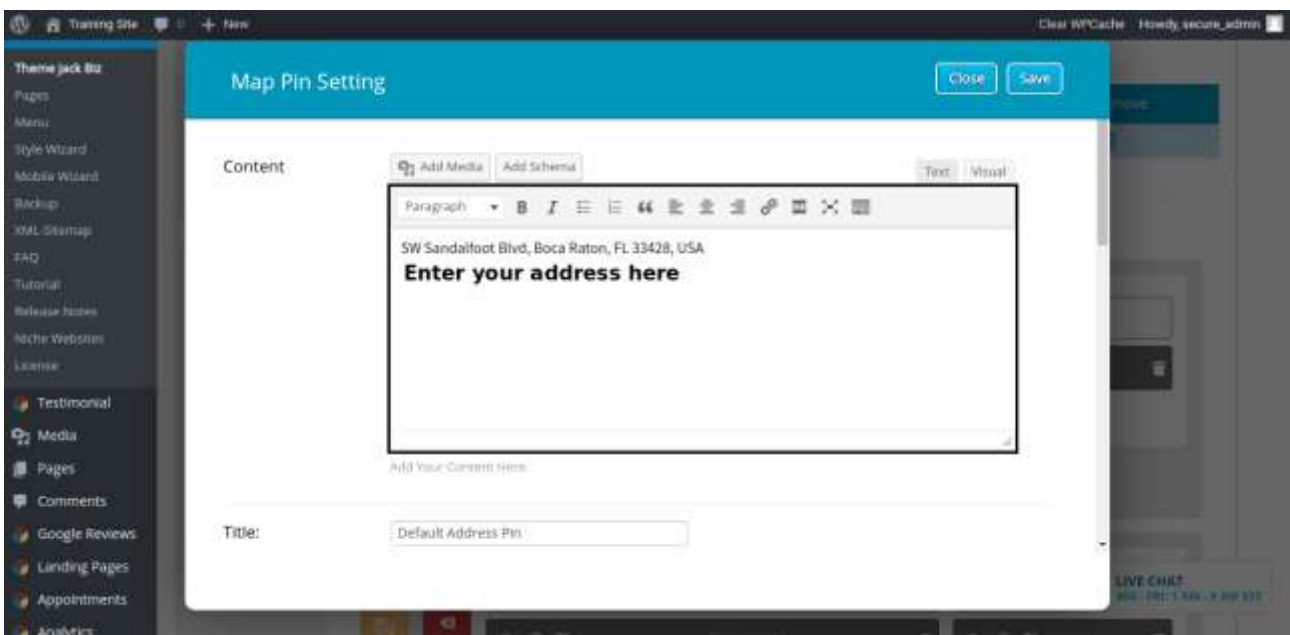 Training Site 0 + New Clear WPCache Howdy, secure_admin
Theme Jack Biz
Pages
Menu
Style Wizard
Mobile Wizard
Backup
XML-Sitemap
FAQ
Tutorial
Release Notes
Niche Websites
License
Testimonial
Media
Pages
Comments
Google Reviews
Landing Pages
Appointments
Analytics
Map Pin Setting
Close Save
Content
Add Media Add Schema
Text Visual
Paragraph B I
SW Sandalfoot Blvd, Boca Raton, FL 33428, USA
Enter your address here
Add Your Content Here.
Title:
Default Address Pin
LIVE CHAT